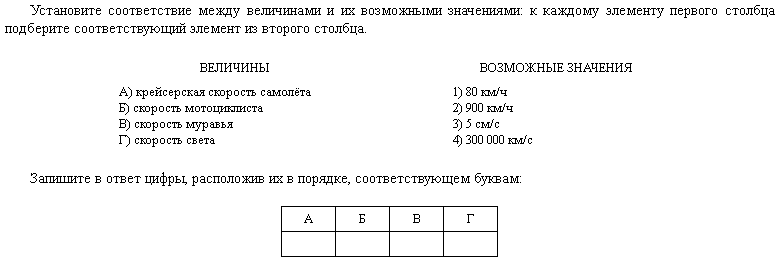 Установите соответствие между величинами и их возможными значениями: к каждому элементу первого столбца
подберите соответствующий элемент из второго столбца.
ВЕЛИЧИНЫ
ВОЗМОЖНЫЕ ЗНАЧЕНИЯ
А) крейсерская скорость самолёта
Б) скорость мотоциклиста
В) скорость муравья
Г) скорость света
1) 80 км/ч
2) 900 км/ч
3) 5 см/с
4) 300 000 км/с
Запишите в ответ цифры, расположив их в порядке, соответствующем буквам:
А Б В Г